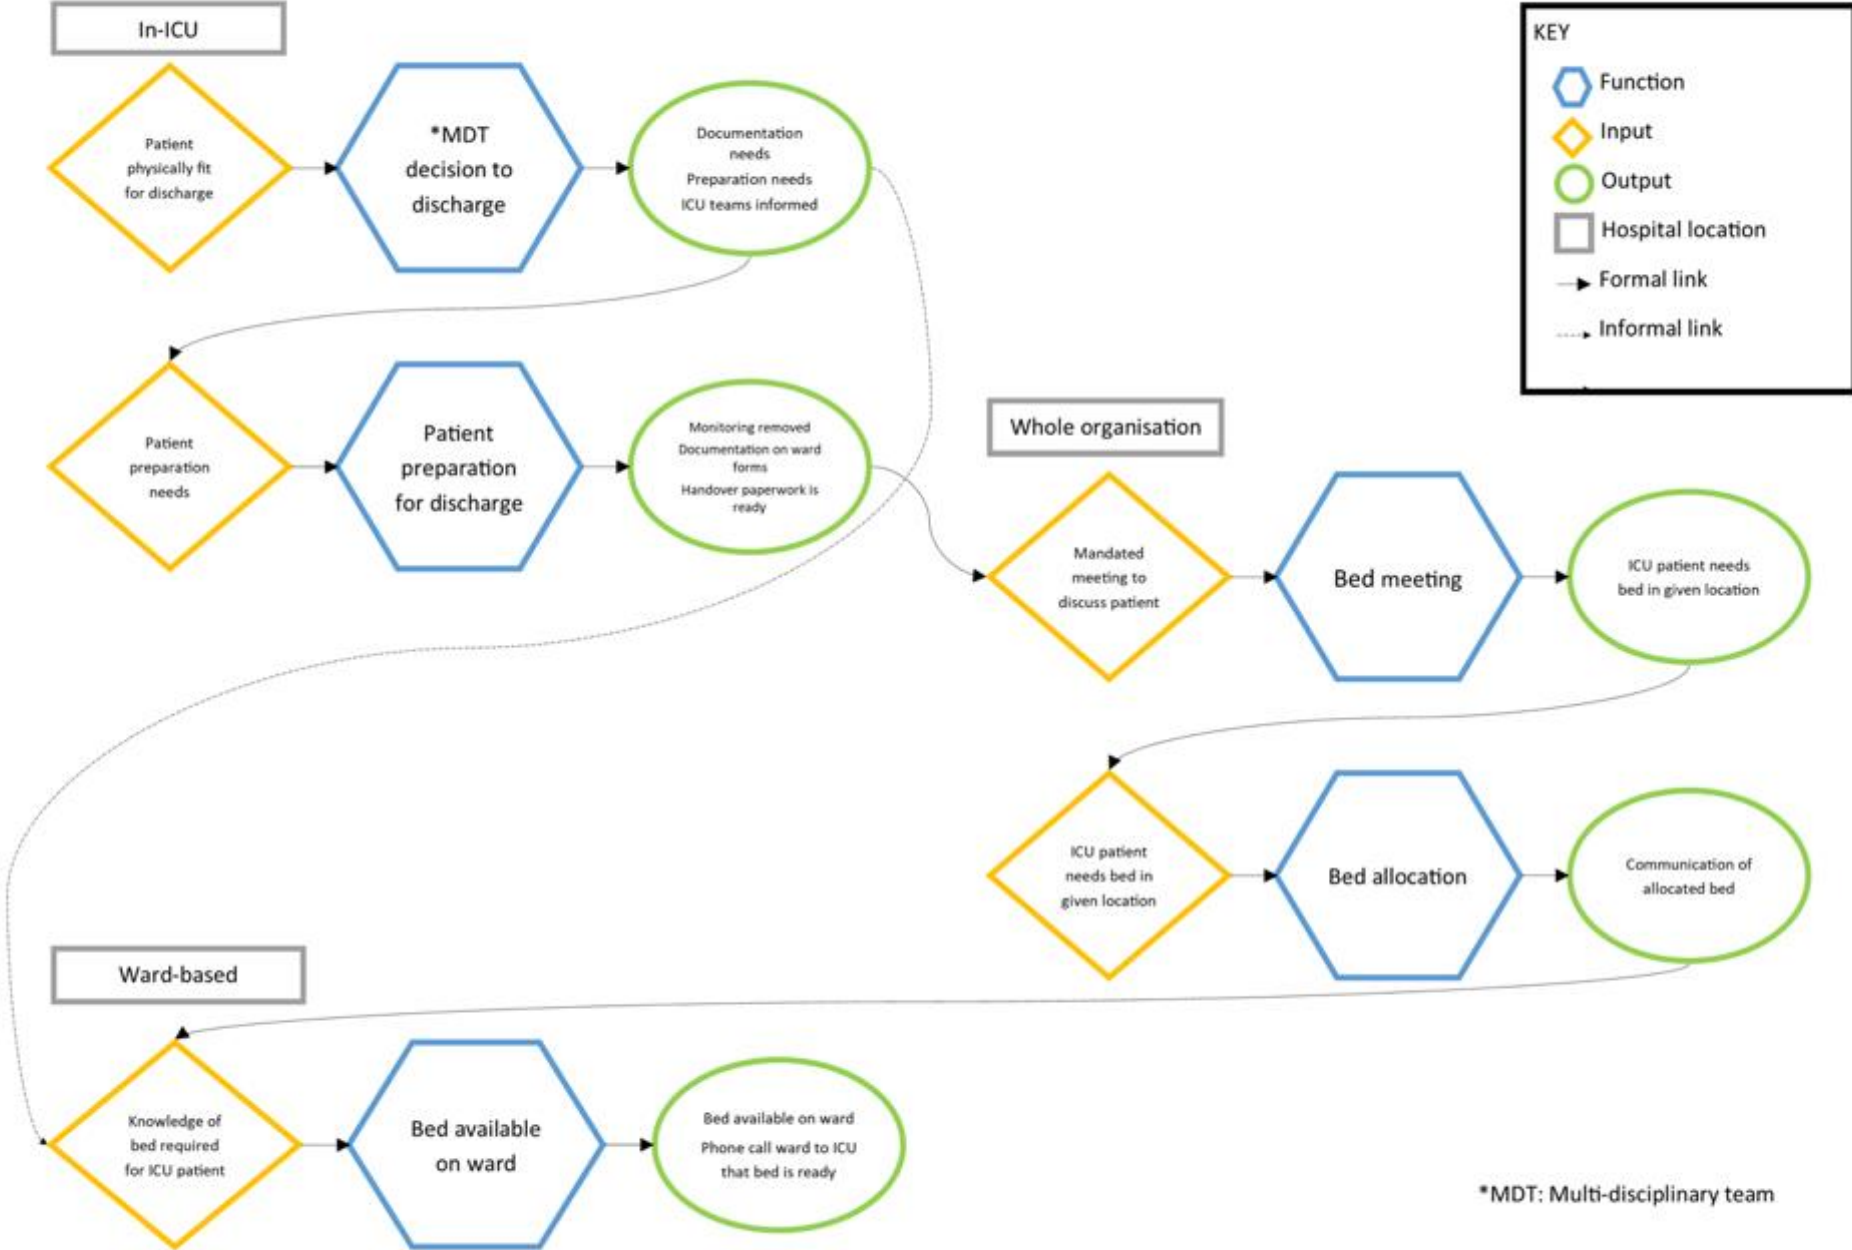 In-ICU
Patient
physically fit
for discharge
*MDT
decision to
discharge
Documentation
needs
Preparation needs
ICU teams informed
KEY
Function
Input
Output
Hospital location
Formal link
Informal link
Patient
preparation
needs
Patient
preparation
for discharge
Monitoring removed
Documentation on ward
forms
Handover paperwork is
ready
Whole organisation
Mandated
meeting to
discuss patient
Bed meeting
ICU patient needs
bed in given location
ICU patient
needs bed in
given location
Bed allocation
Communication of
allocated bed
Ward-based
Knowledge of
bed required
for ICU patient
Bed available
on ward
Bed available on ward
Phone call ward to ICU
that bed is ready
*MDT: Multi-disciplinary team